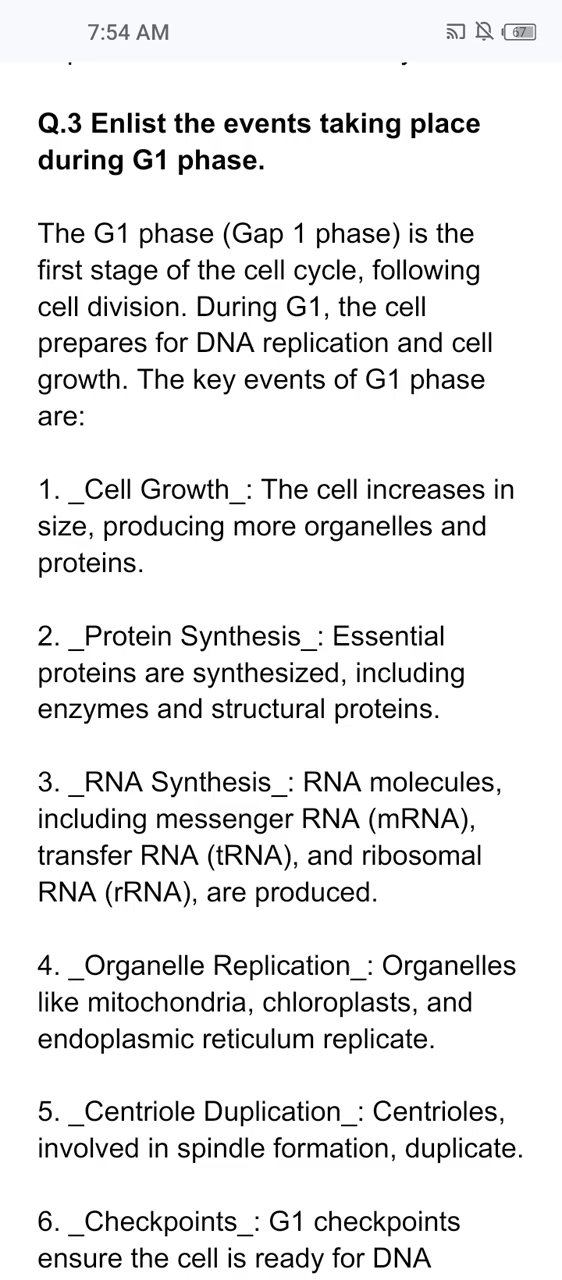 7:54 AM
67
Q.3 Enlist the events taking place
during G1 phase.
The G1 phase (Gap 1 phase) is the
first stage of the cell cycle, following
cell division. During G1, the cell
prepares for DNA replication and cell
growth. The key events of G1 phase
are:
1. _Cell Growth_: The cell increases in
size, producing more organelles and
proteins.
2. _Protein Synthesis_: Essential
proteins are synthesized, including
enzymes and structural proteins.
3. _RNA Synthesis_: RNA molecules,
including messenger RNA (mRNA),
transfer RNA (tRNA), and ribosomal
RNA (rRNA), are produced.
4. _Organelle Replication_: Organelles
like mitochondria, chloroplasts, and
endoplasmic reticulum replicate.
5. _Centriole Duplication_: Centrioles,
involved in spindle formation, duplicate.
6. _Checkpoints_: G1 checkpoints
ensure the cell is ready for DNA